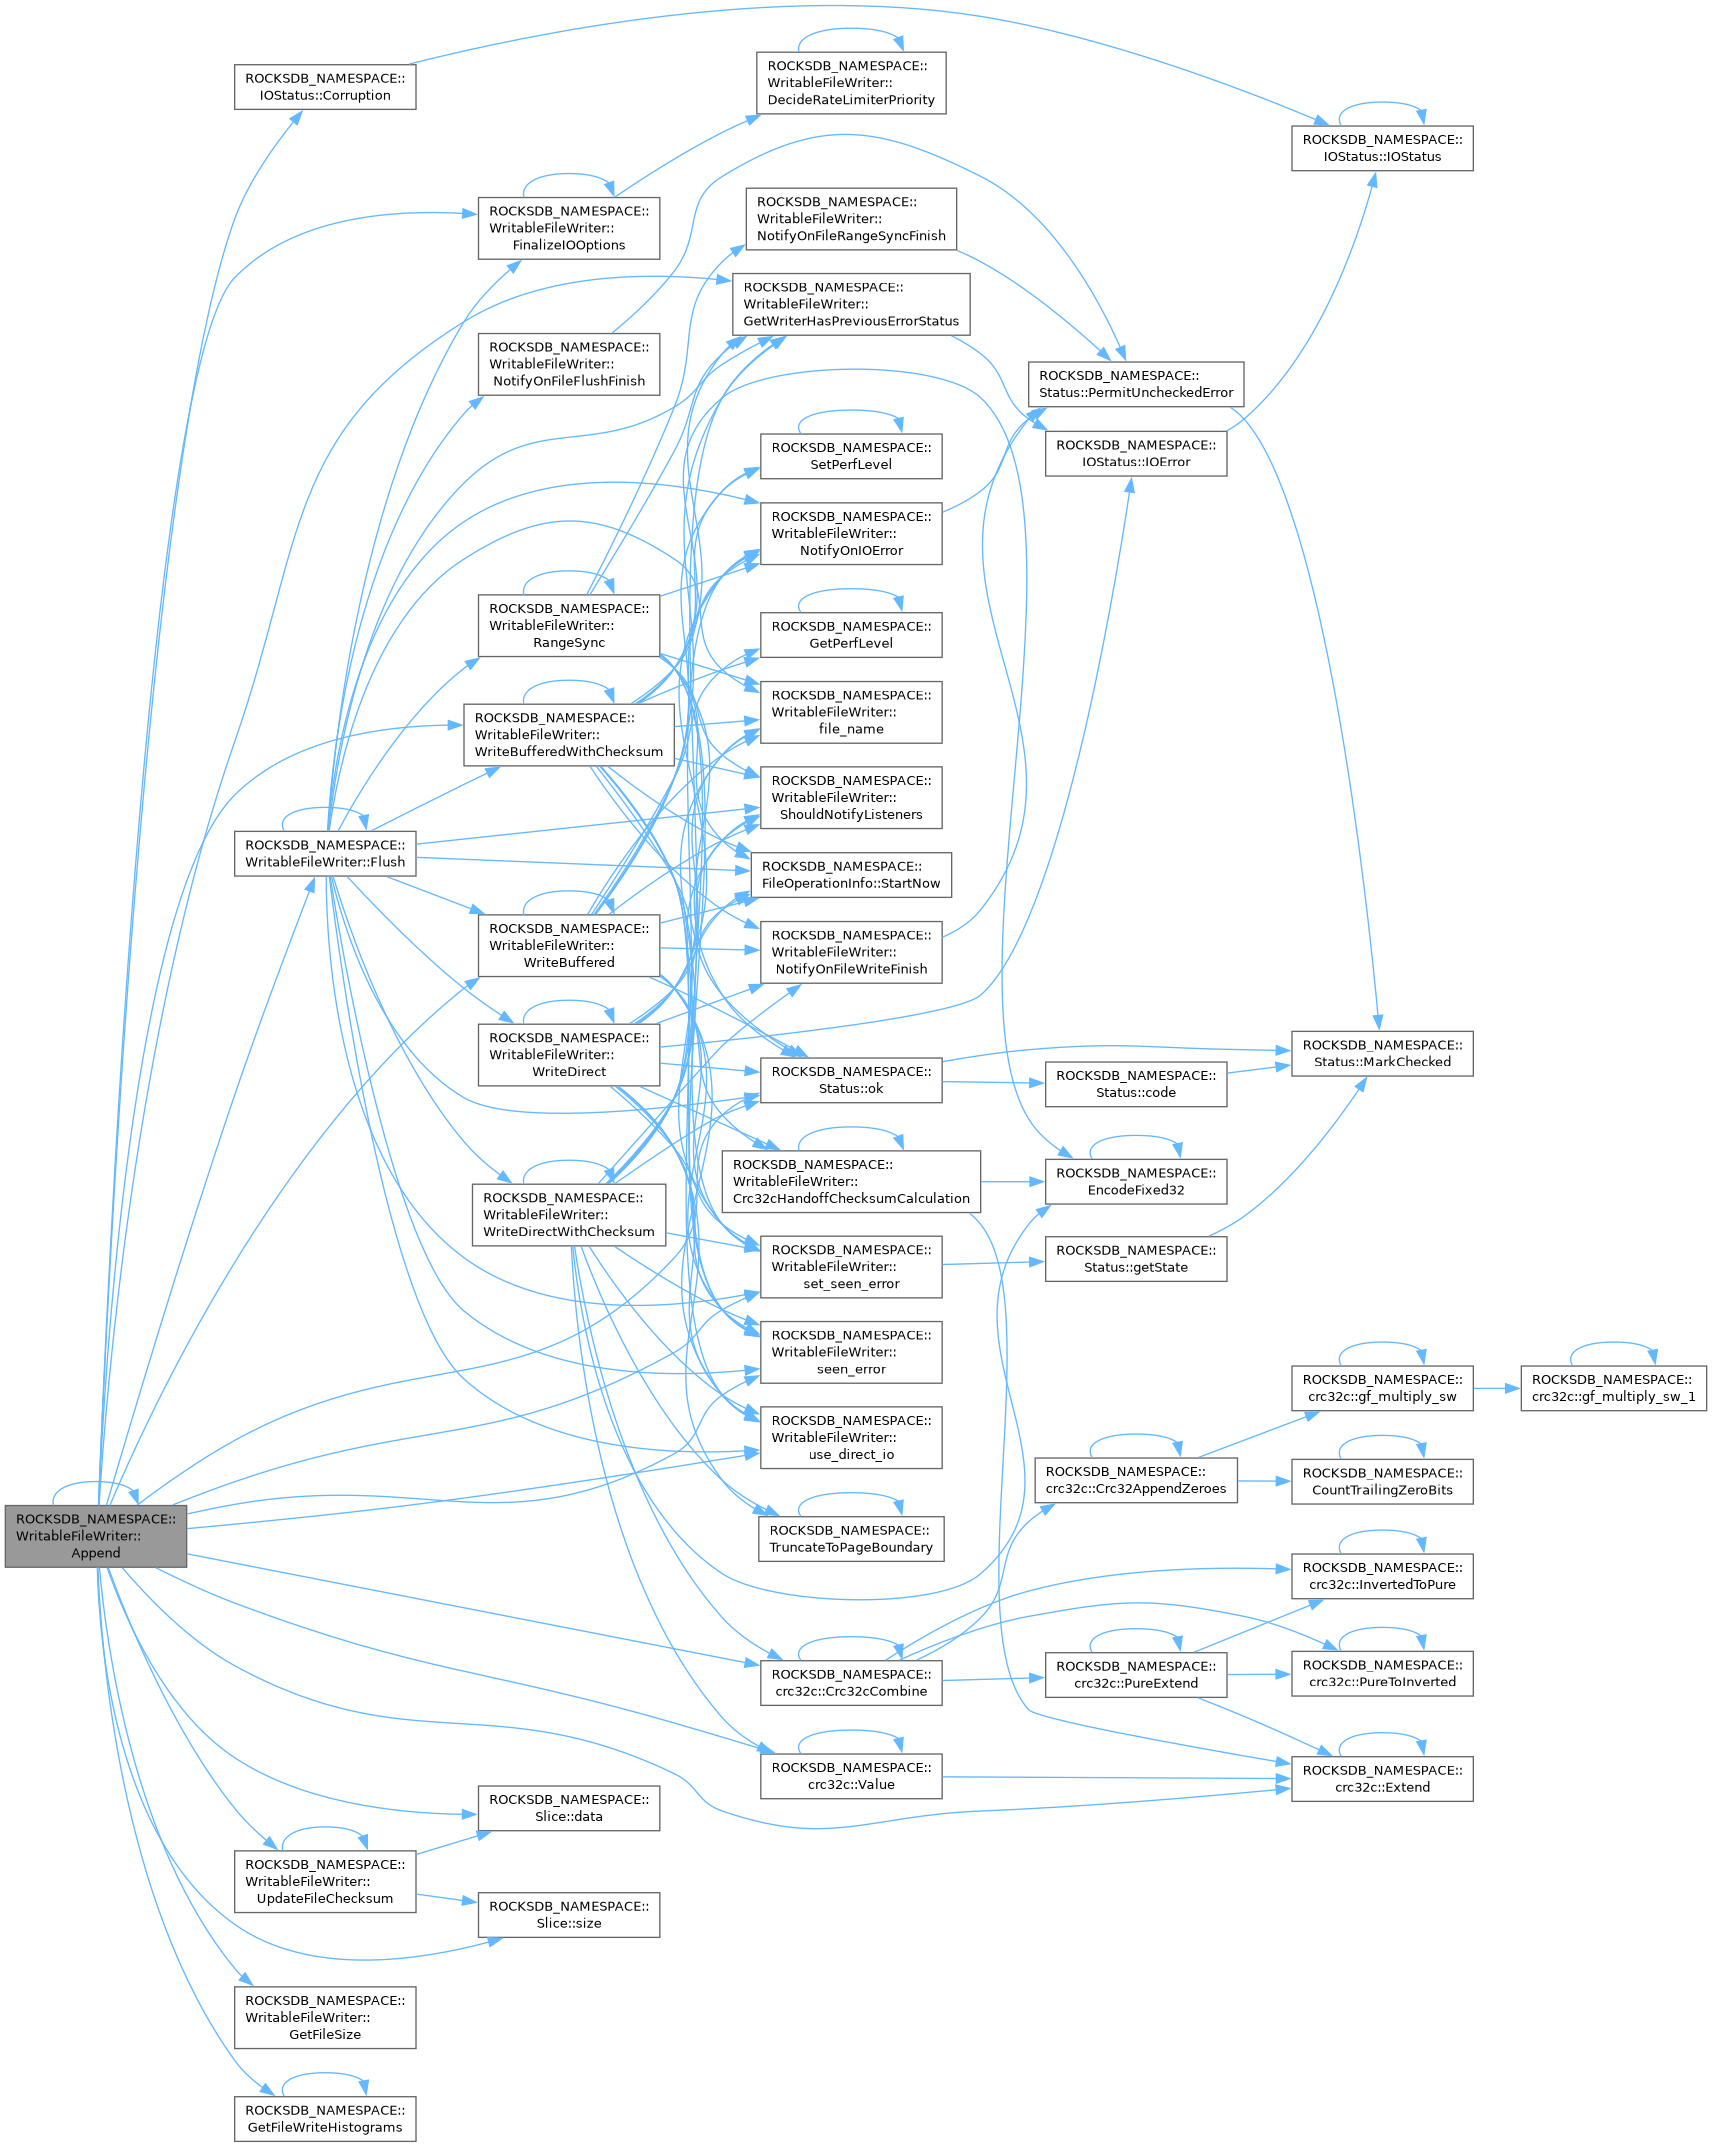 ROCKSDB_NAMESPACE::
WritableFileWriter::
Append
ROCKSDB_NAMESPACE::
IOStatus::Corruption
ROCKSDB_NAMESPACE::
WritableFileWriter::Flush
ROCKSDB_NAMESPACE::
WritableFileWriter::
UpdateFileChecksum
ROCKSDB_NAMESPACE::
WritableFileWriter::
GetFileSize
ROCKSDB_NAMESPACE::
GetFileWriteHistograms
ROCKSDB_NAMESPACE::
WritableFileWriter::
FinalizeIOOptions
ROCKSDB_NAMESPACE::
WritableFileWriter::
NotifyOnFileFlushFinish
ROCKSDB_NAMESPACE::
WritableFileWriter::
RangeSync
ROCKSDB_NAMESPACE::
WritableFileWriter::
WriteBufferedWithChecksum
ROCKSDB_NAMESPACE::
WritableFileWriter::
WriteBuffered
ROCKSDB_NAMESPACE::
WritableFileWriter::
WriteDirect
ROCKSDB_NAMESPACE::
WritableFileWriter::
WriteDirectWithChecksum
ROCKSDB_NAMESPACE::
Slice::data
ROCKSDB_NAMESPACE::
Slice::size
ROCKSDB_NAMESPACE::
WritableFileWriter::
DecideRateLimiterPriority
ROCKSDB_NAMESPACE::
WritableFileWriter::
NotifyOnFileRangeSyncFinish
ROCKSDB_NAMESPACE::
WritableFileWriter::
GetWriterHasPreviousErrorStatus
ROCKSDB_NAMESPACE::
SetPerfLevel
ROCKSDB_NAMESPACE::
WritableFileWriter::
NotifyOnIOError
ROCKSDB_NAMESPACE::
GetPerfLevel
ROCKSDB_NAMESPACE::
WritableFileWriter::
file_name
ROCKSDB_NAMESPACE::
WritableFileWriter::
ShouldNotifyListeners
ROCKSDB_NAMESPACE::
FileOperationInfo::StartNow
ROCKSDB_NAMESPACE::
WritableFileWriter::
NotifyOnFileWriteFinish
ROCKSDB_NAMESPACE::
Status::ok
ROCKSDB_NAMESPACE::
WritableFileWriter::
Crc32cHandoffChecksumCalculation
ROCKSDB_NAMESPACE::
WritableFileWriter::
set_seen_error
ROCKSDB_NAMESPACE::
WritableFileWriter::
seen_error
ROCKSDB_NAMESPACE::
WritableFileWriter::
use_direct_io
ROCKSDB_NAMESPACE::
TruncateToPageBoundary
ROCKSDB_NAMESPACE::
crc32c::Crc32cCombine
ROCKSDB_NAMESPACE::
crc32c::Value
ROCKSDB_NAMESPACE::
Status::PermitUncheckedError
ROCKSDB_NAMESPACE::
IOStatus::IOError
ROCKSDB_NAMESPACE::
Status::code
ROCKSDB_NAMESPACE::
EncodeFixed32
ROCKSDB_NAMESPACE::
Status::getState
ROCKSDB_NAMESPACE::
crc32c::Crc32AppendZeroes
ROCKSDB_NAMESPACE::
crc32c::PureExtend
ROCKSDB_NAMESPACE::
IOStatus::IOStatus
ROCKSDB_NAMESPACE::
Status::MarkChecked
ROCKSDB_NAMESPACE::
crc32c::gf_multiply_sw
ROCKSDB_NAMESPACE::
CountTrailingZeroBits
ROCKSDB_NAMESPACE::
crc32c::InvertedToPure
ROCKSDB_NAMESPACE::
crc32c::PureToInverted
ROCKSDB_NAMESPACE::
crc32c::Extend
ROCKSDB_NAMESPACE::
crc32c::gf_multiply_sw_1